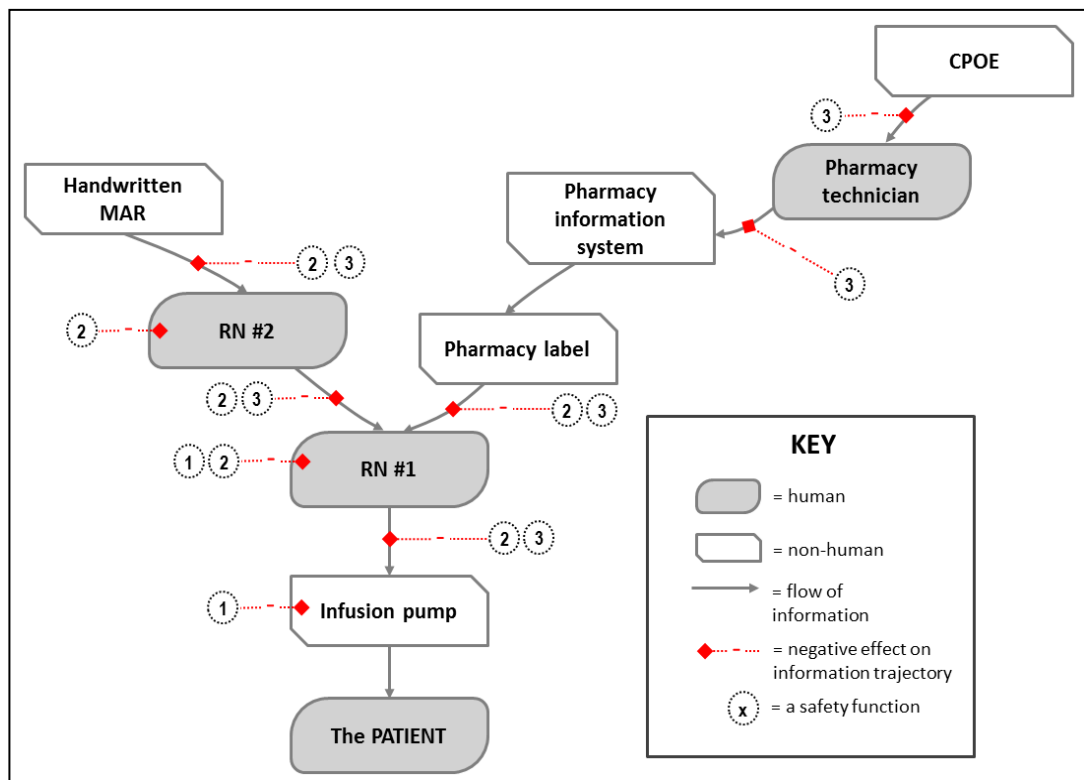 CPOE
3
Pharmacy
technician
Handwritten
MAR
Pharmacy
information
system
3
2 3
2
RN #2
Pharmacy label
2 3
2 3
1 2
RN #1
2 3
1
Infusion pump
The PATIENT
KEY
= human
= non-human
= flow of
information
= negative effect on
information trajectory
x = a safety function